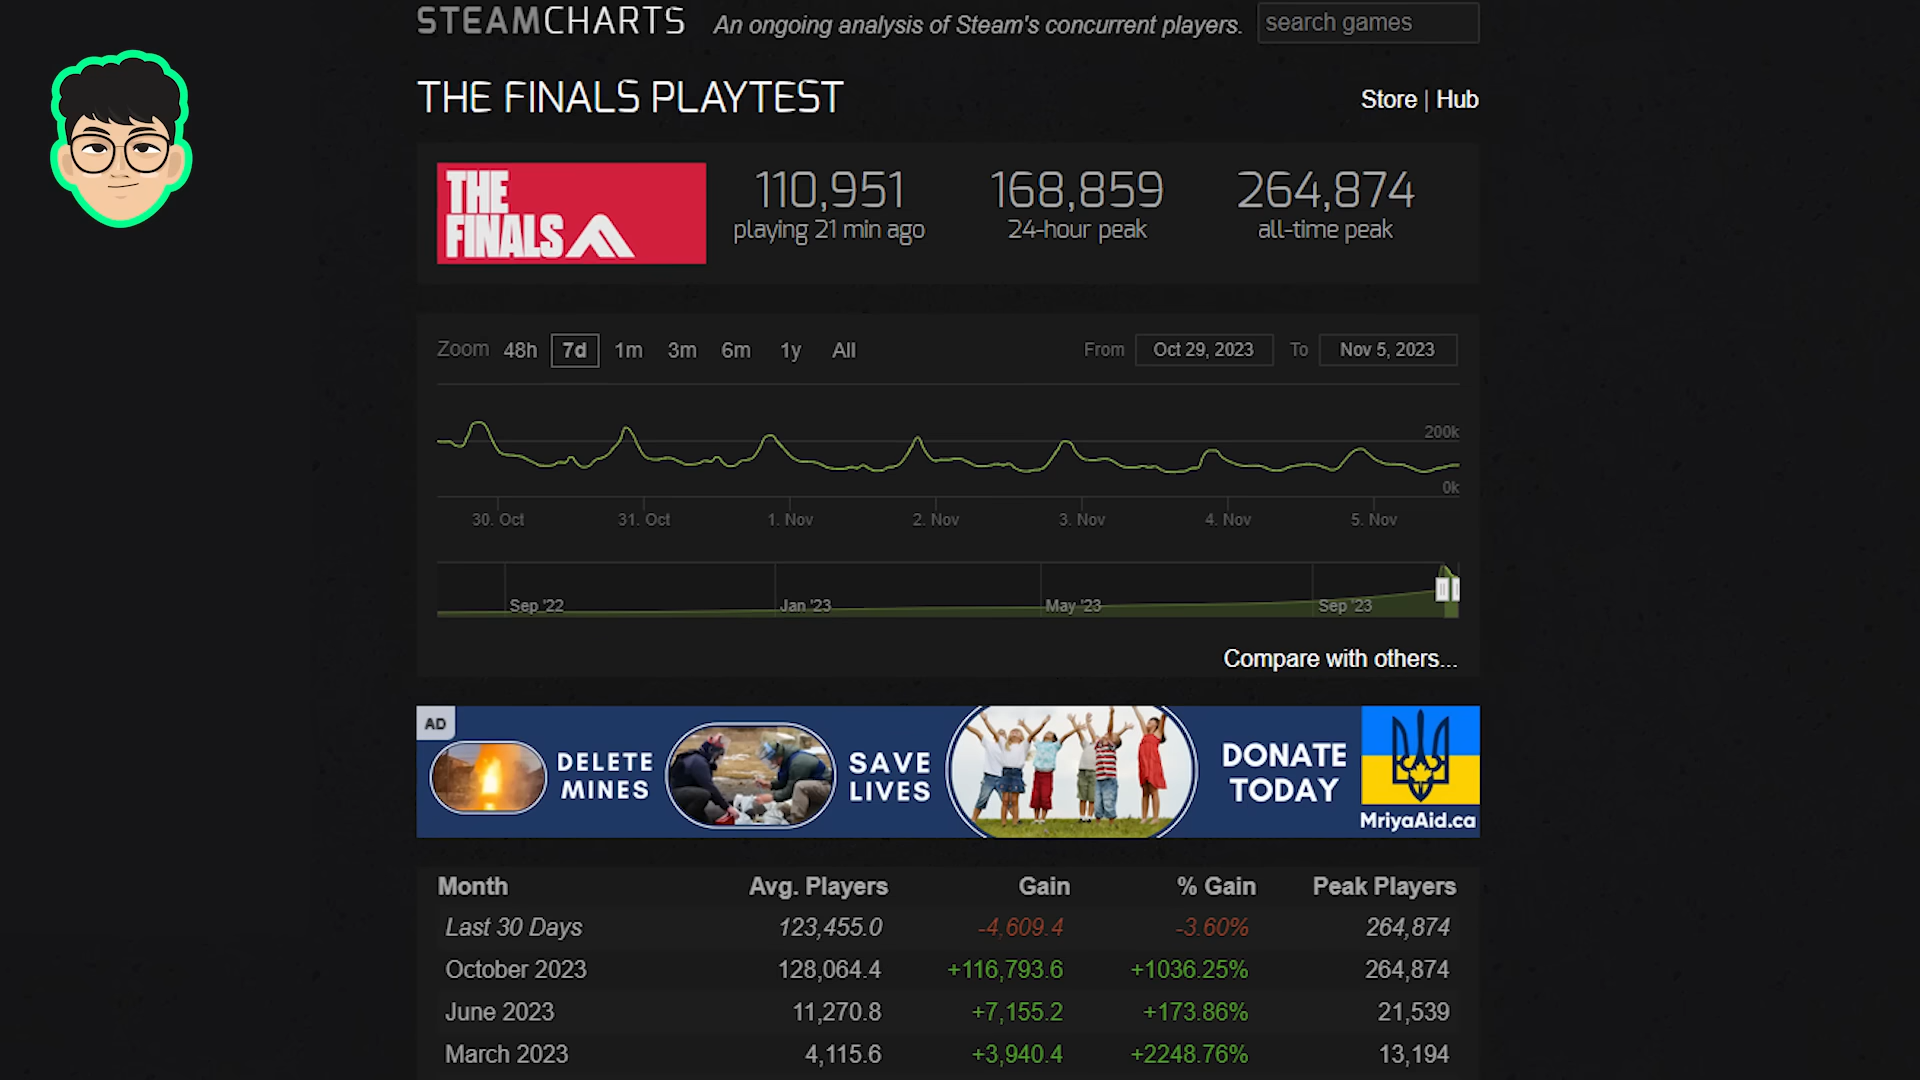 STEAMCHARTS An ongoing analysis of Steam's concurrent players. search games
THE FINALS PLAYTEST Store | Hub
THE
FINALS
110,951 168,859 264,874
playing 21 min ago 24-hour peak all-time peak
Zoom 48h 7d 1m 3m 6m 1y All From Oct 29, 2023 To Nov 5, 2023
200k
0k
30. Oct 31. Oct 1. Nov 2. Nov 3. Nov 4. Nov 5. Nov
Sep '22 Jan '23 May '23 Sep '23
Compare with others...
AD
DELETE MINES
SAVE LIVES
DONATE TODAY
MriyaAid.ca
Month Avg. Players Gain % Gain Peak Players
Last 30 Days 123,455.0 -4,609.4 -3.60% 264,874
October 2023 128,064.4 +116,793.6 +1036.25% 264,874
June 2023 11,270.8 +7,155.2 +173.86% 21,539
March 2023 4,115.6 +3,940.4 +2248.76% 13,194